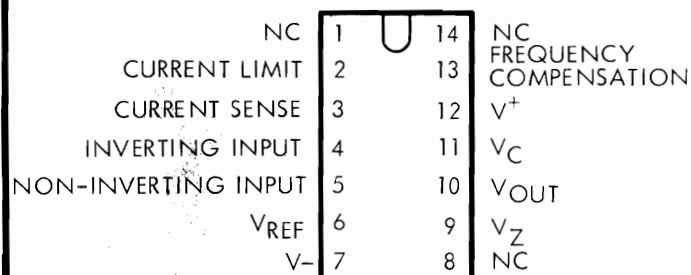 NC 1 14 NC
CURRENT LIMIT 2 13 FREQUENCY
COMPENSATION
CURRENT SENSE 3 12 V+
INVERTING INPUT 4 11 VC
NON-INVERTING INPUT 5 10 VOUT
VREF 6 9 VZ
V- 7 8 NC